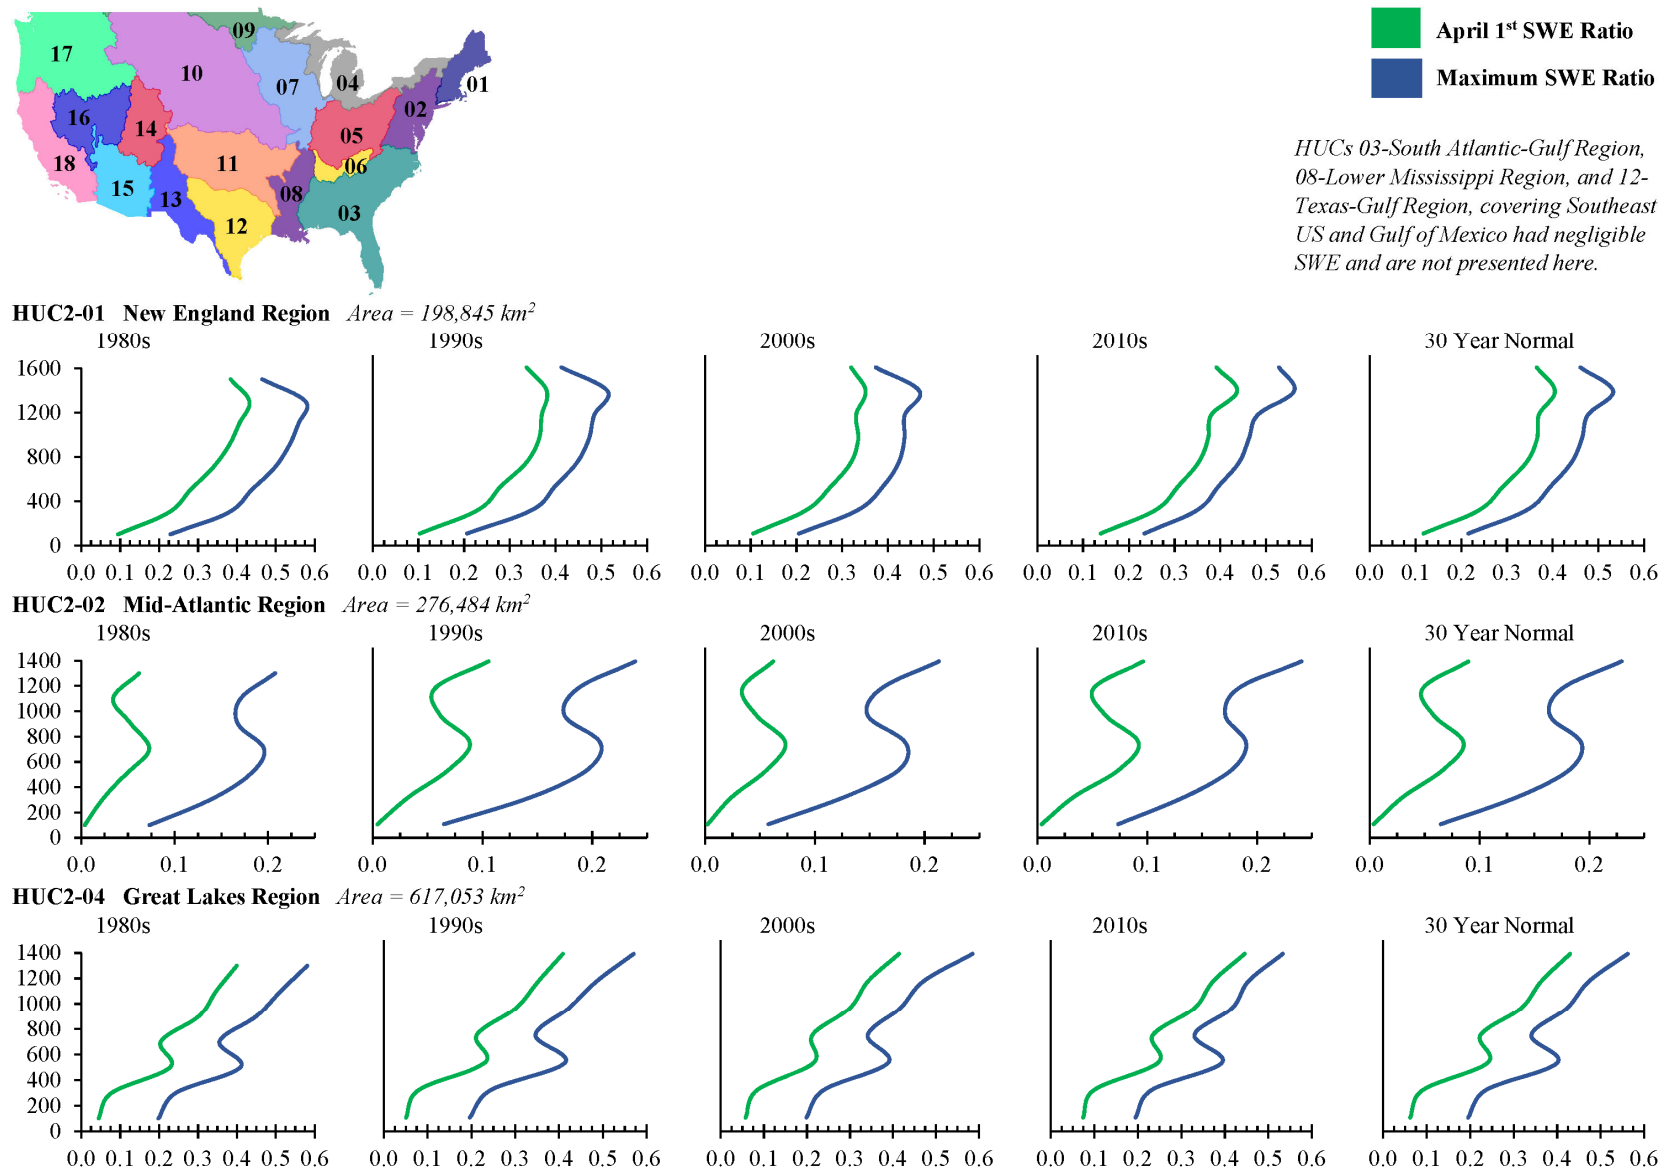 09
17
10
07
04
01
02
16
14
05
18
11
06
15
13
08
03
12
April 1st SWE Ratio
Maximum SWE Ratio
HUCs 03-South Atlantic-Gulf Region,
08-Lower Mississippi Region, and 12-
Texas-Gulf Region, covering Southeast
US and Gulf of Mexico had negligible
SWE and are not presented here.
HUC2-01 New England Region Area = 198,845 km2
1980s 1990s 2000s 2010s 30 Year Normal
1600
1200
800
400
0
0.0 0.1 0.2 0.3 0.4 0.5 0.6 0.0 0.1 0.2 0.3 0.4 0.5 0.6 0.0 0.1 0.2 0.3 0.4 0.5 0.6 0.0 0.1 0.2 0.3 0.4 0.5 0.6 0.0 0.1 0.2 0.3 0.4 0.5 0.6
HUC2-02 Mid-Atlantic Region Area = 276,484 km2
1980s 1990s 2000s 2010s 30 Year Normal
1400
1200
1000
800
600
400
200
0
0.0 0.1 0.2 0.0 0.1 0.2 0.0 0.1 0.2 0.0 0.1 0.2 0.0 0.1 0.2
HUC2-04 Great Lakes Region Area = 617,053 km2
1980s 1990s 2000s 2010s 30 Year Normal
1400
1200
1000
800
600
400
200
0
0.0 0.1 0.2 0.3 0.4 0.5 0.6 0.0 0.1 0.2 0.3 0.4 0.5 0.6 0.0 0.1 0.2 0.3 0.4 0.5 0.6 0.0 0.1 0.2 0.3 0.4 0.5 0.6 0.0 0.1 0.2 0.3 0.4 0.5 0.6